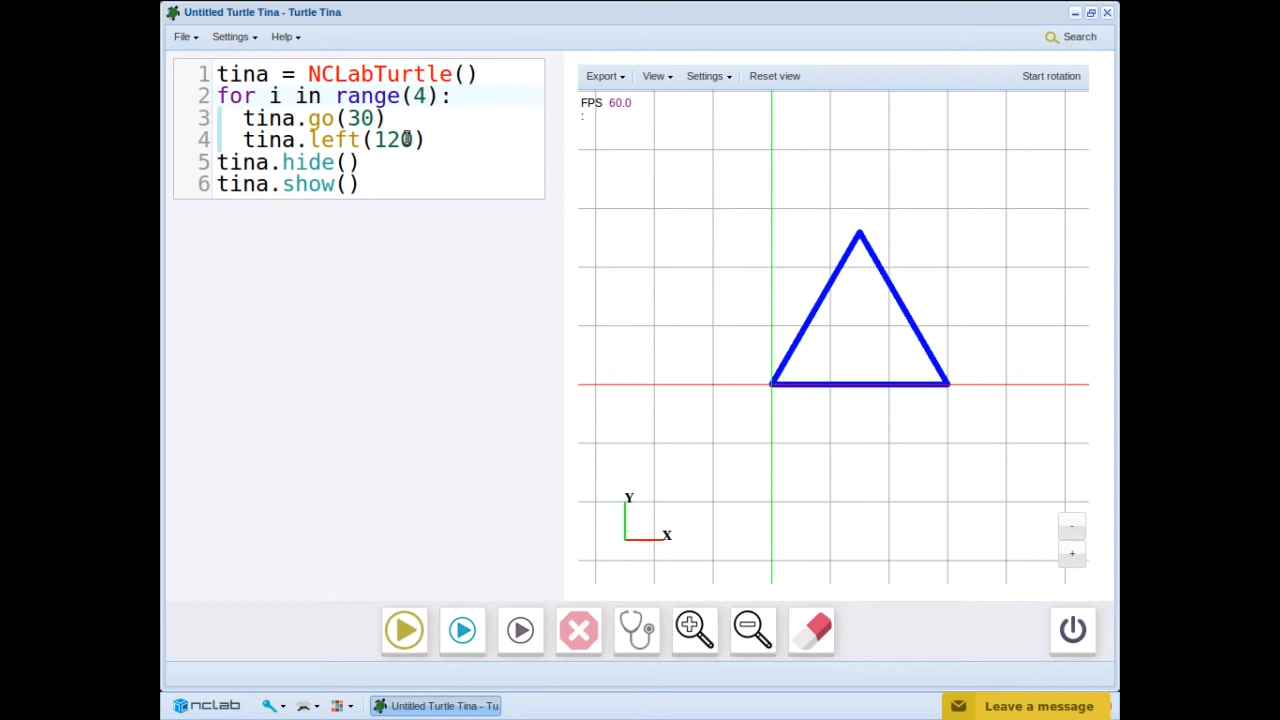 Untitled Turtle Tina - Turtle Tina
File Settings Help Search
1 tina = NCLabTurtle()
2 for i in range(4):
3   tina.go(30)
4   tina.left(120)
5 tina.hide()
6 tina.show()
Export View Settings Reset view Start rotation
FPS 60.0
:
Y
X
-
+
nclab Untitled Turtle Tina - Tu Leave a message